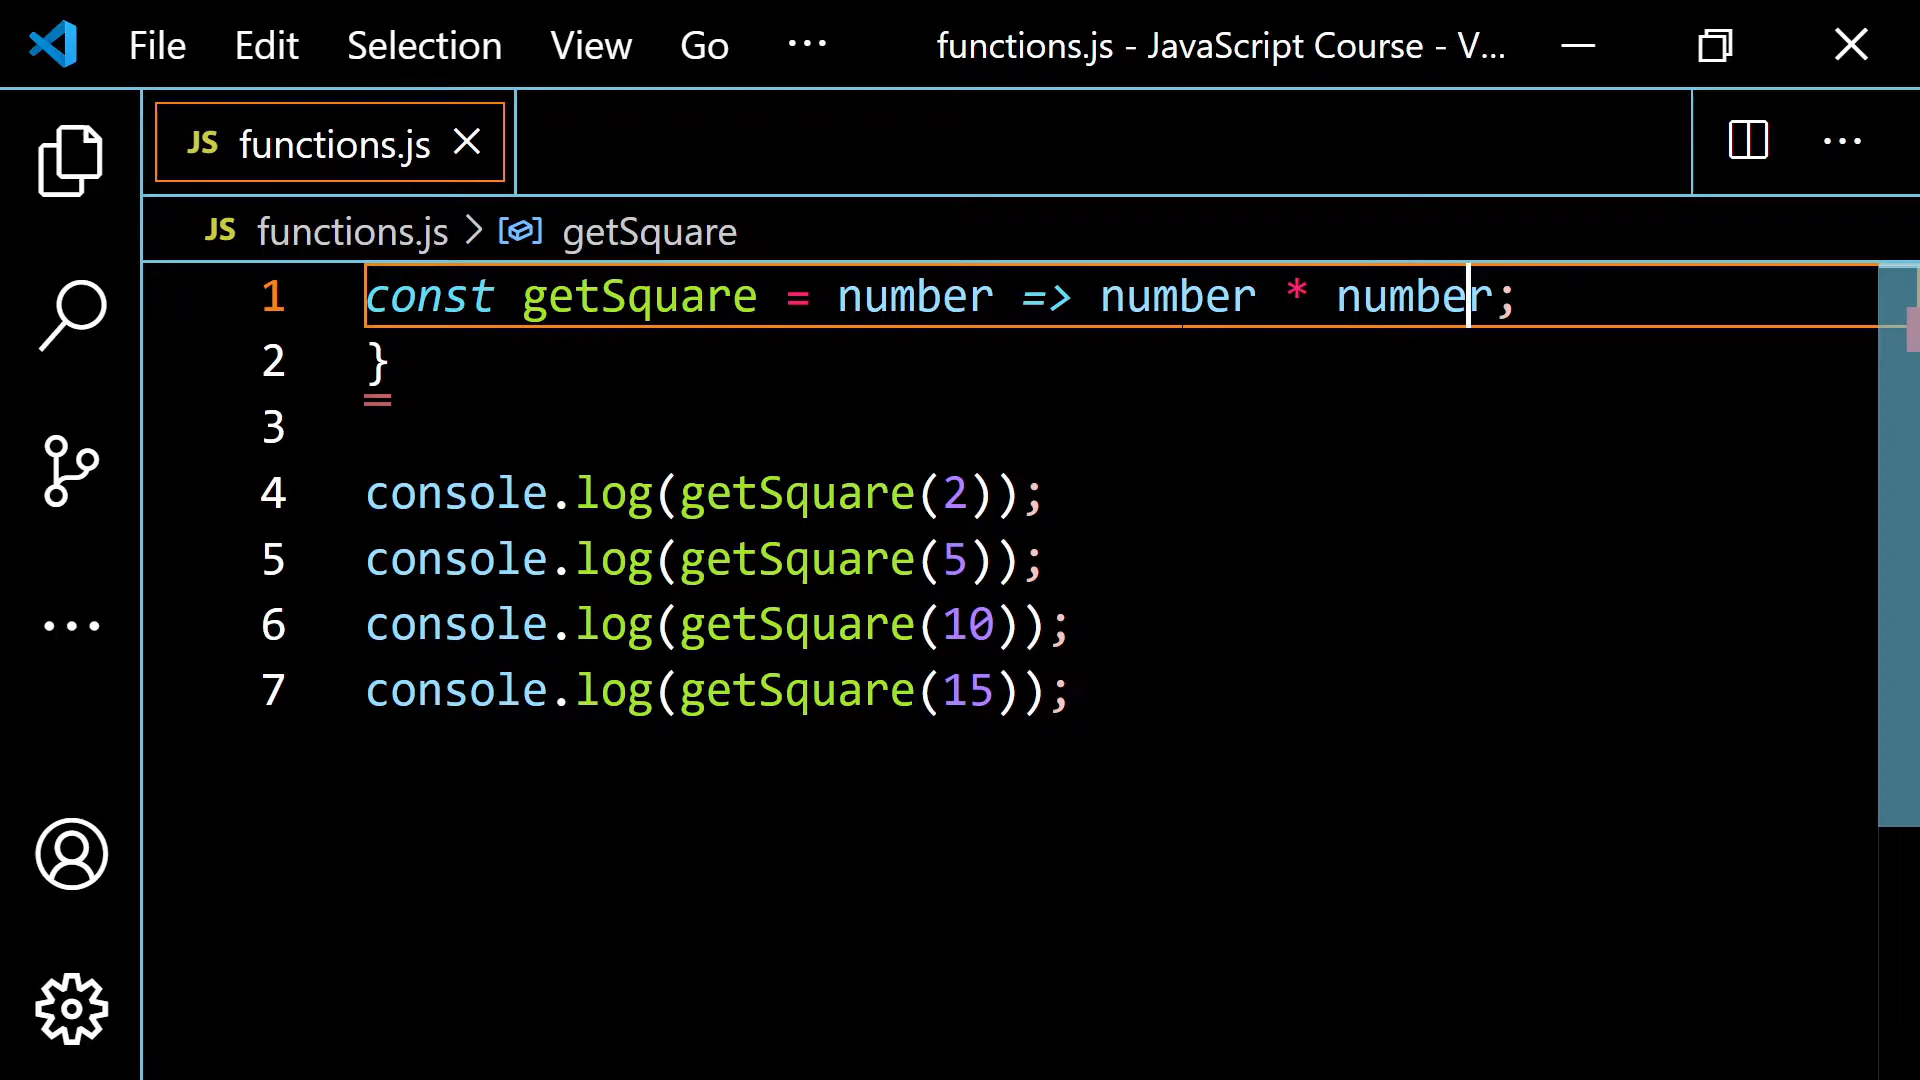 File Edit Selection View Go ... functions.js - JavaScript Course - V...
JS functions.js
JS functions.js > getSquare
1 const getSquare = number => number * number;
2 }
3
4 console.log(getSquare(2));
5 console.log(getSquare(5));
6 console.log(getSquare(10));
7 console.log(getSquare(15));